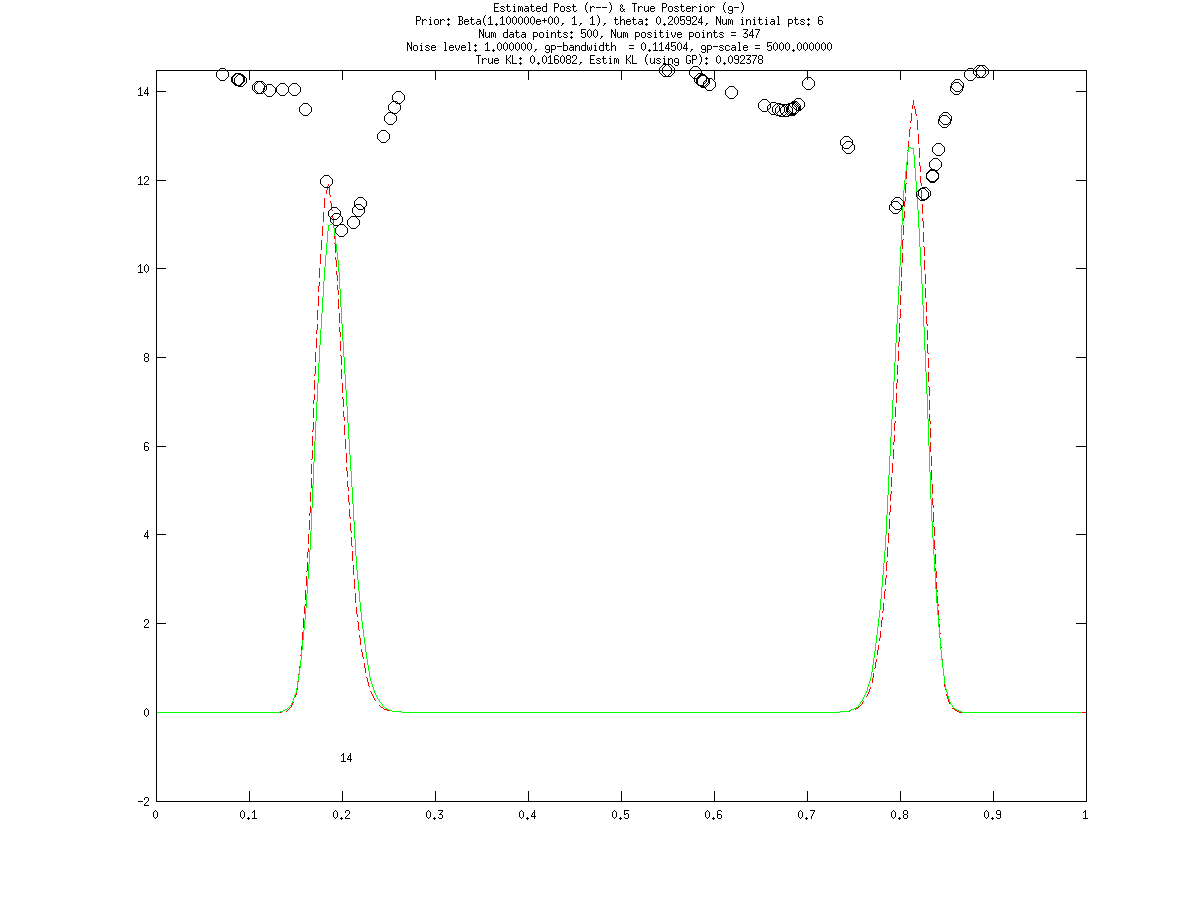 Estimated Post (r--) & True Posterior (g-)
Prior: Beta(1.100000e+00, 1, 1), theta: 0.205924, Num initial pts: 6
Num data points: 500, Num positive points = 347
Noise level: 1.000000, gp-bandwidth  = 0.114504, gp-scale = 5000.000000
True KL: 0.016082, Estim KL (using GP): 0.092378
14
12
10
8
6
4
2
0
14
-2
0 0.1 0.2 0.3 0.4 0.5 0.6 0.7 0.8 0.9 1